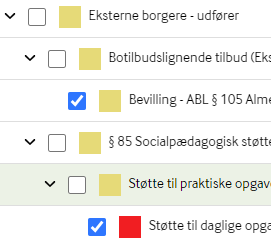 Eksterne borgere - udfører
Botilbudslignende tilbud (Eks
Bevilling - ABL § 105 Alme
§ 85 Socialpædagogisk støtte
Støtte til praktiske opgave
Støtte til daglige opga